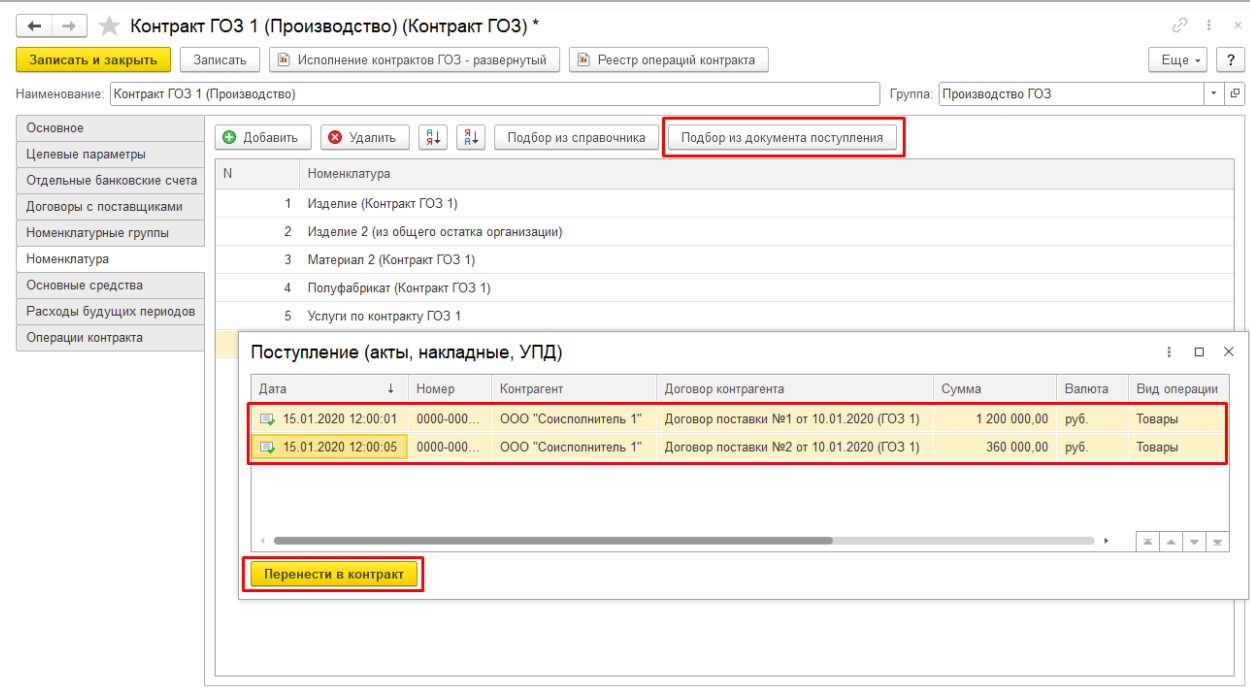 Контракт ГОЗ 1 (Производство) (Контракт ГОЗ) *
Записать и закрыть Записать Исполнение контрактов ГОЗ - развернутый Реестр операций контракта Еще ?
Наименование: Контракт ГОЗ 1 (Производство) Группа: Производство ГОЗ
Основное
Целевые параметры
Отдельные банковские счета
Договоры с поставщиками
Номенклатурные группы
Номенклатура
Основные средства
Расходы будущих периодов
Операции контракта
Добавить Удалить Подбор из справочника Подбор из документа поступления
N Номенклатура
1 Изделие (Контракт ГОЗ 1)
2 Изделие 2 (из общего остатка организации)
3 Материал 2 (Контракт ГОЗ 1)
4 Полуфабрикат (Контракт ГОЗ 1)
5 Услуги по контракту ГОЗ 1
Поступление (акты, накладные, УПД)
Дата Номер Контрагент Договор контрагента Сумма Валюта Вид операции
15.01.2020 12:00:01 0000-000... ООО "Соисполнитель 1" Договор поставки №1 от 10.01.2020 (ГОЗ 1) 1 200 000,00 руб. Товары
15.01.2020 12:00:05 0000-000... ООО "Соисполнитель 1" Договор поставки №2 от 10.01.2020 (ГОЗ 1) 360 000,00 руб. Товары
Перенести в контракт